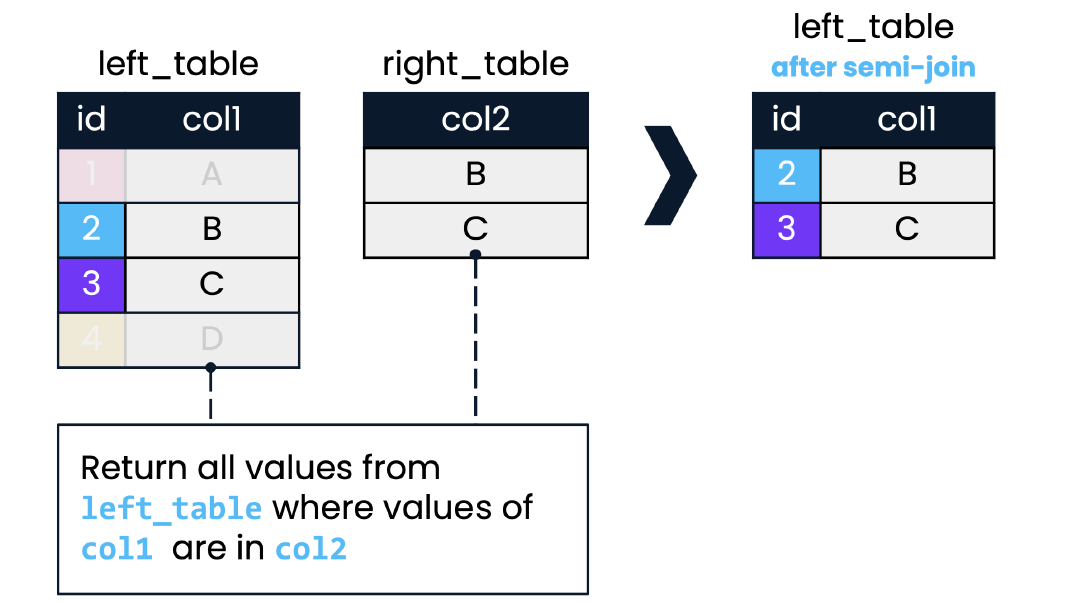 left_table
after semi-join
left_table
right_table
id col1
col2
id col1
1 A
B
2 B
2 B
C
3 C
3 C
4 D
Return all values from
left_table where values of
col1 are in col2